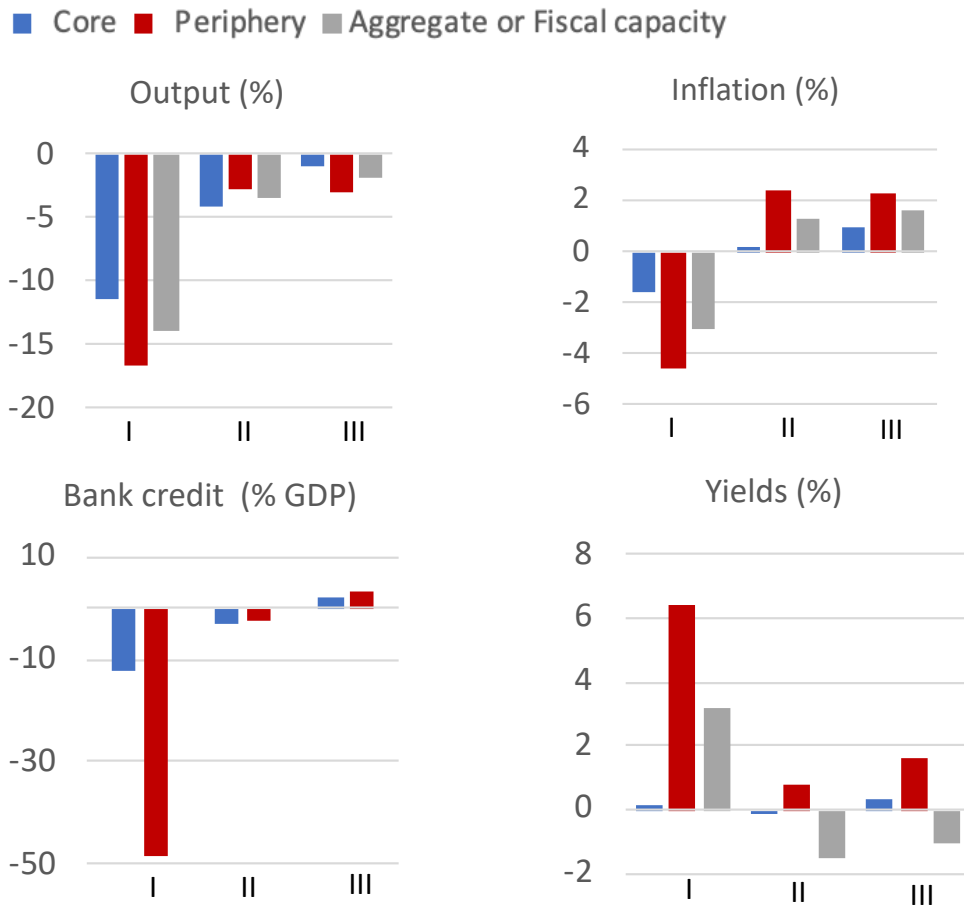 Core Periphery Aggregate or Fiscal capacity
Output (%)
0
-5
-10
-15
-20
I II III
Inflation (%)
4
2
0
-2
-4
-6
I II III
Bank credit (% GDP)
10
-10
-30
-50
I II III
Yields (%)
8
6
4
2
0
-2
I II III